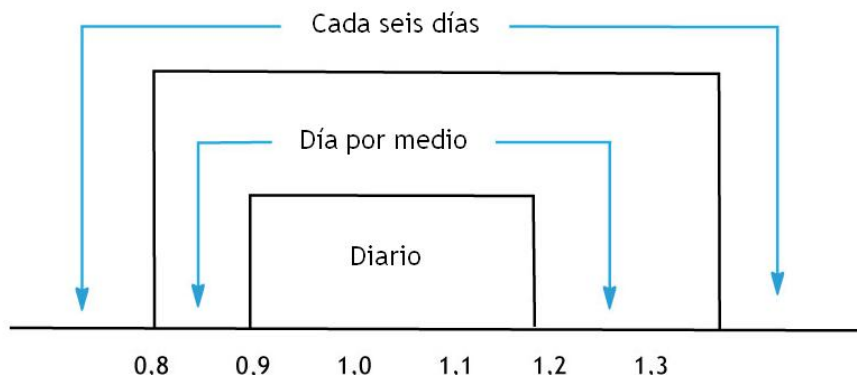 Cada seis días
Día por medio
Diario
0,8 0,9 1,0 1,1 1,2 1,3